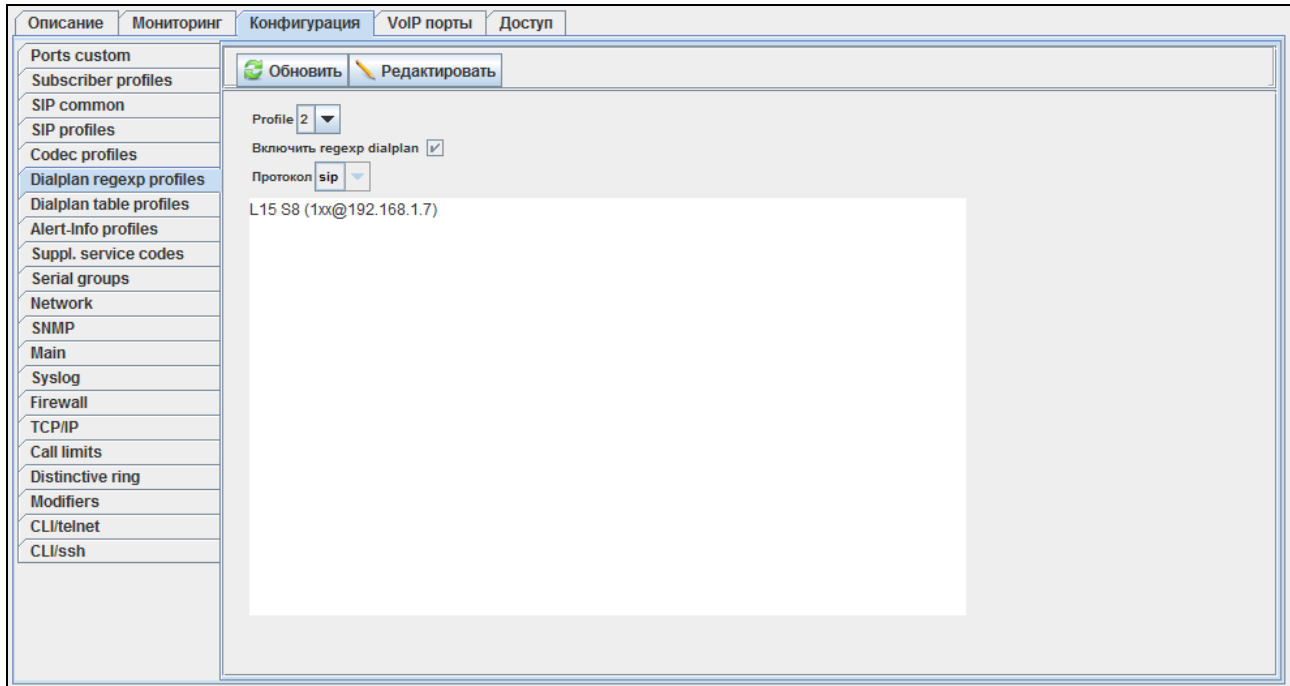 Описание Мониторинг Конфигурация VoIP порты Доступ
Ports custom
Subscriber profiles
SIP common
SIP profiles
Codec profiles
Dialplan regexp profiles
Dialplan table profiles
Alert-Info profiles
Suppl. service codes
Serial groups
Network
SNMP
Main
Syslog
Firewall
TCP/IP
Call limits
Distinctive ring
Modifiers
CLI/telnet
CLI/ssh
Обновить Редактировать
Profile 2
Включить regexp dialplan
Протокол sip
L15 S8 (1xx@192.168.1.7)